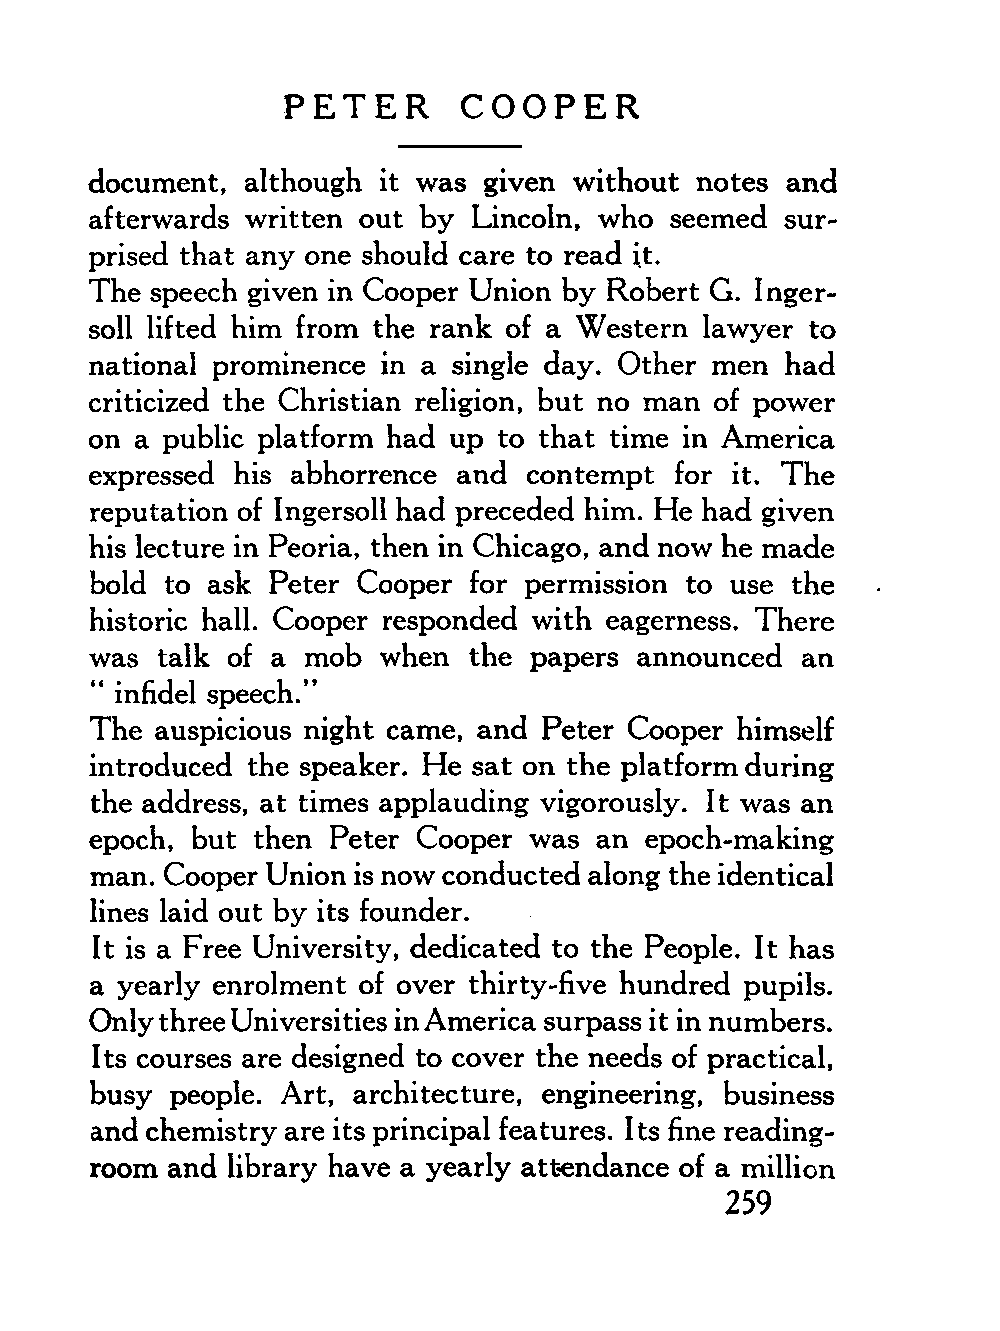 PETER COOPER
document, although it was given without notes and
afterwards written out by Lincoln, who seemed sur-
prised that any one should care to read it.
The speech given in Cooper Union by Robert G. Inger-
soll lifted him from the rank of a Western lawyer to
national prominence in a single day. Other men had
criticized the Christian religion, but no man of power
on a public platform had up to that time in America
expressed his abhorrence and contempt for it. The
reputation of Ingersoll had preceded him. He had given
his lecture in Peoria, then in Chicago, and now he made
bold to ask Peter Cooper for permission to use the
historic hall. Cooper responded with eagerness. There
was talk of a mob when the papers announced an
" infidel speech."
The auspicious night came, and Peter Cooper himself
introduced the speaker. He sat on the platform during
the address, at times applauding vigorously. It was an
epoch, but then Peter Cooper was an epoch-making
man. Cooper Union is now conducted along the identical
lines laid out by its founder.
It is a Free University, dedicated to the People. It has
a yearly enrolment of over thirty-five hundred pupils.
Only three Universities in America surpass it in numbers.
Its courses are designed to cover the needs of practical,
busy people. Art, architecture, engineering, business
and chemistry are its principal features. Its fine reading-
room and library have a yearly attendance of a million
259